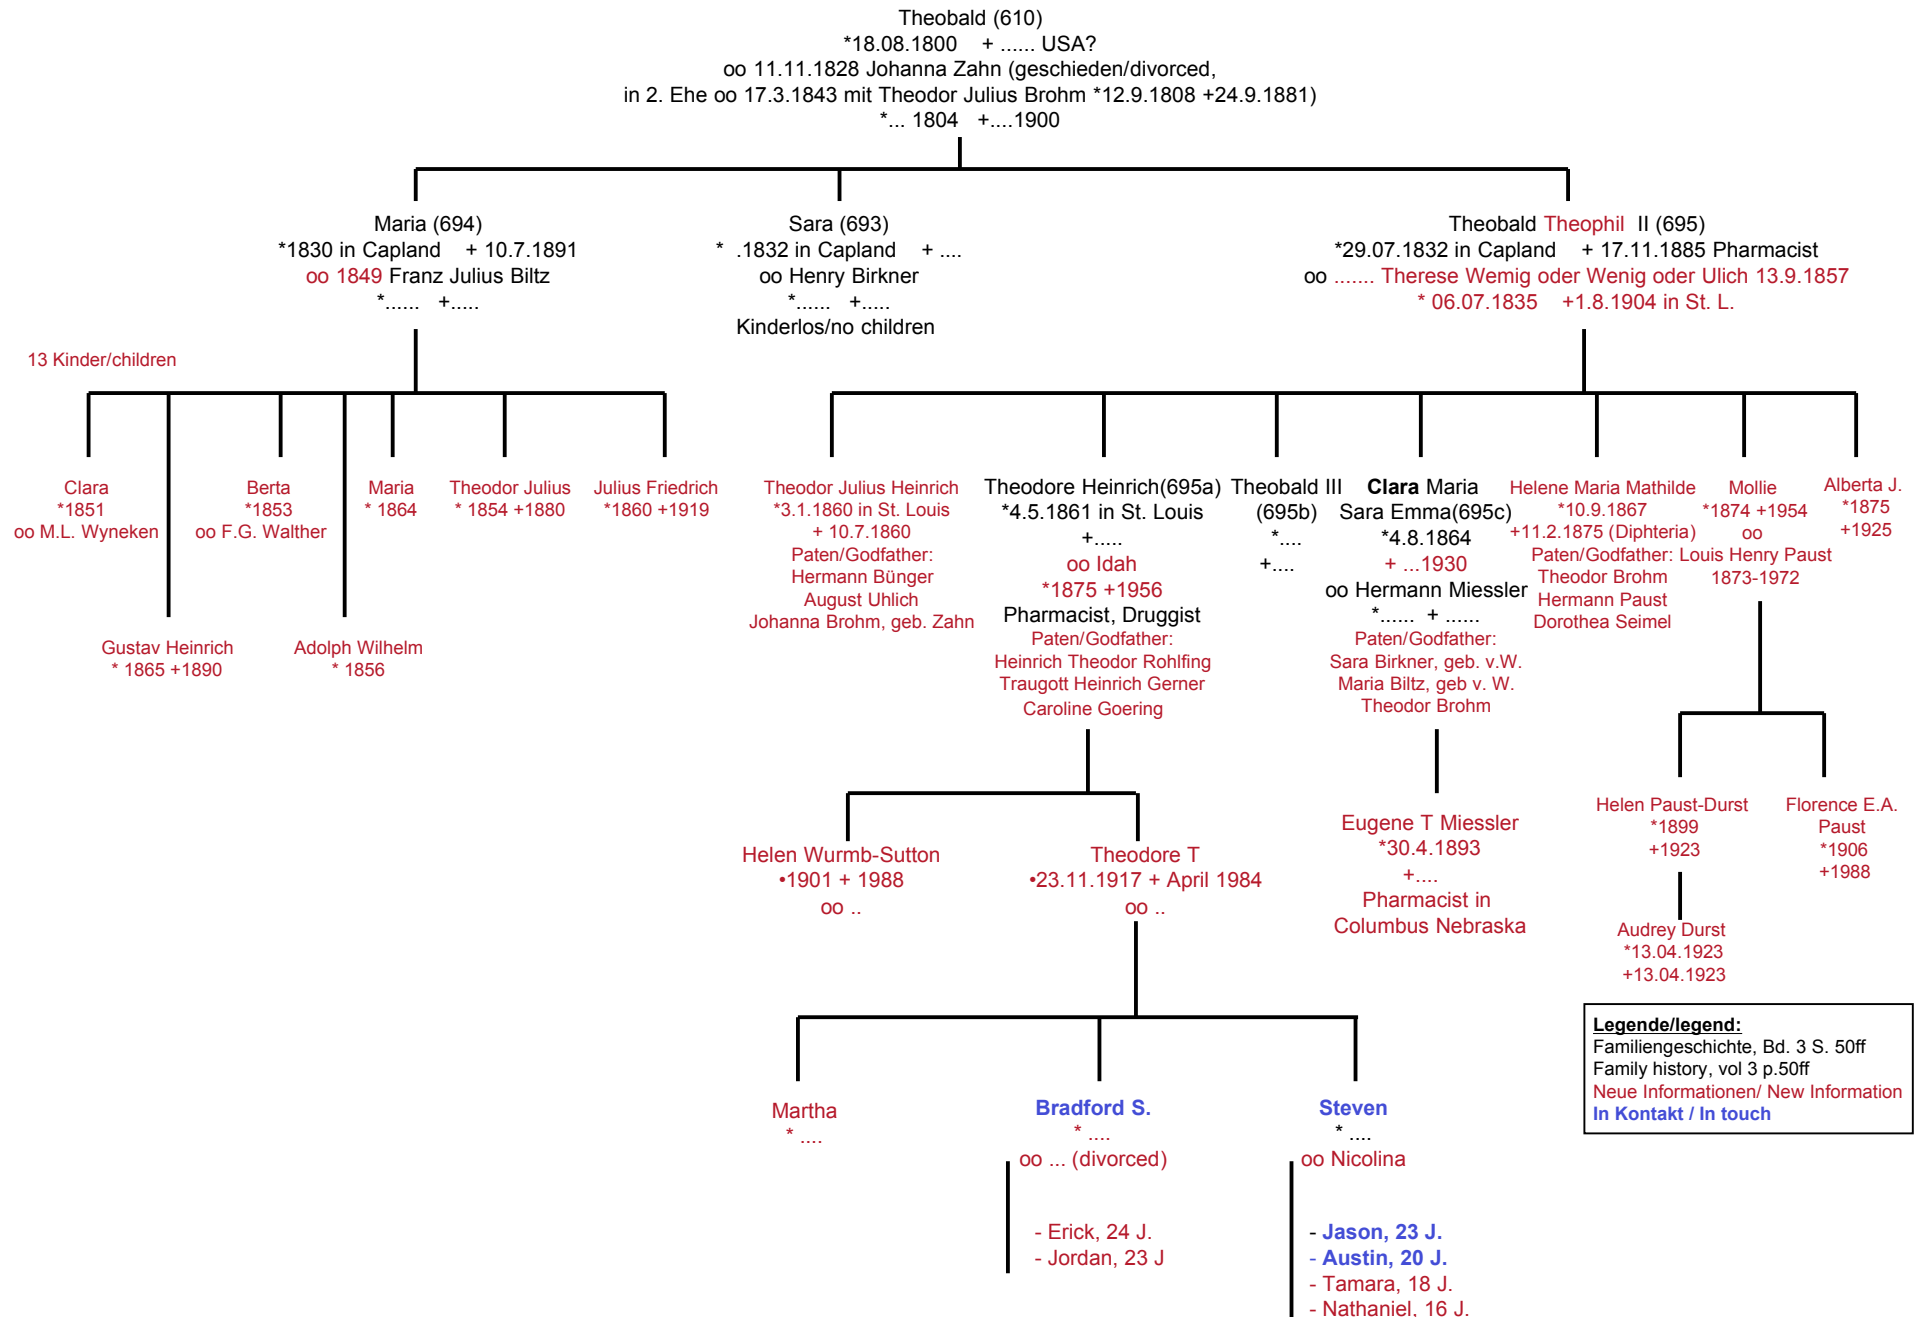 Theobald (610)
*18.08.1800 + ...... USA?
oo 11.11.1828 Johanna Zahn (geschieden/divorced,
in 2. Ehe oo 17.3.1843 mit Theodor Julius Brohm *12.9.1808 +24.9.1881)
*... 1804 +....1900
Maria (694)
*1830 in Capland + 10.7.1891
oo 1849 Franz Julius Biltz
*...... +.....
Sara (693)
* .1832 in Capland + ....
oo Henry Birkner
*...... +.....
Kinderlos/no children
Theobald Theophil II (695)
*29.07.1832 in Capland + 17.11.1885 Pharmacist
oo ....... Therese Wemig oder Wenig oder Ulich 13.9.1857
* 06.07.1835 +1.8.1904 in St. L.
13 Kinder/children
Clara
*1851
oo M.L. Wyneken
Gustav Heinrich
* 1865 +1890
Berta
*1853
oo F.G. Walther
Adolph Wilhelm
* 1856
Maria
* 1864
Theodor Julius
* 1854 +1880
Julius Friedrich
*1860 +1919
Theodor Julius Heinrich
*3.1.1860 in St. Louis
+ 10.7.1860
Paten/Godfather:
Hermann Bünger
August Uhlich
Johanna Brohm, geb. Zahn
Theodore Heinrich(695a)
*4.5.1861 in St. Louis
+.....
oo Idah
*1875 +1956
Pharmacist, Druggist
Paten/Godfather:
Heinrich Theodor Rohlfing
Traugott Heinrich Gerner
Caroline Goering
Theobald III
(695b)
*....
+....
Clara Maria
Sara Emma(695c)
*4.8.1864
+ ...1930
oo Hermann Miessler
*...... + ......
Paten/Godfather:
Sara Birkner, geb. v.W.
Maria Biltz, geb v. W.
Theodor Brohm
Helene Maria Mathilde
*10.9.1867
+11.2.1875 (Diphteria)
Paten/Godfather:
Theodor Brohm
Hermann Paust
Dorothea Seimel
Mollie
*1874 +1954
oo
Louis Henry Paust
1873-1972
Alberta J.
*1875
+1925
Helen Wurmb-Sutton
•1901 + 1988
oo ..
Theodore T
•23.11.1917 + April 1984
oo ..
Eugene T Miessler
*30.4.1893
+....
Pharmacist in
Columbus Nebraska
Helen Paust-Durst
*1899
+1923
Florence E.A.
Paust
*1906
+1988
Audrey Durst
*13.04.1923
+13.04.1923
Legende/legend:
Familiengeschichte, Bd. 3 S. 50ff
Family history, vol 3 p.50ff
Neue Informationen/ New Information
In Kontakt / In touch
Martha
* ....
Bradford S.
* ....
oo ... (divorced)
- Erick, 24 J.
- Jordan, 23 J
Steven
* ....
oo Nicolina
- Jason, 23 J.
- Austin, 20 J.
- Tamara, 18 J.
- Nathaniel, 16 J.